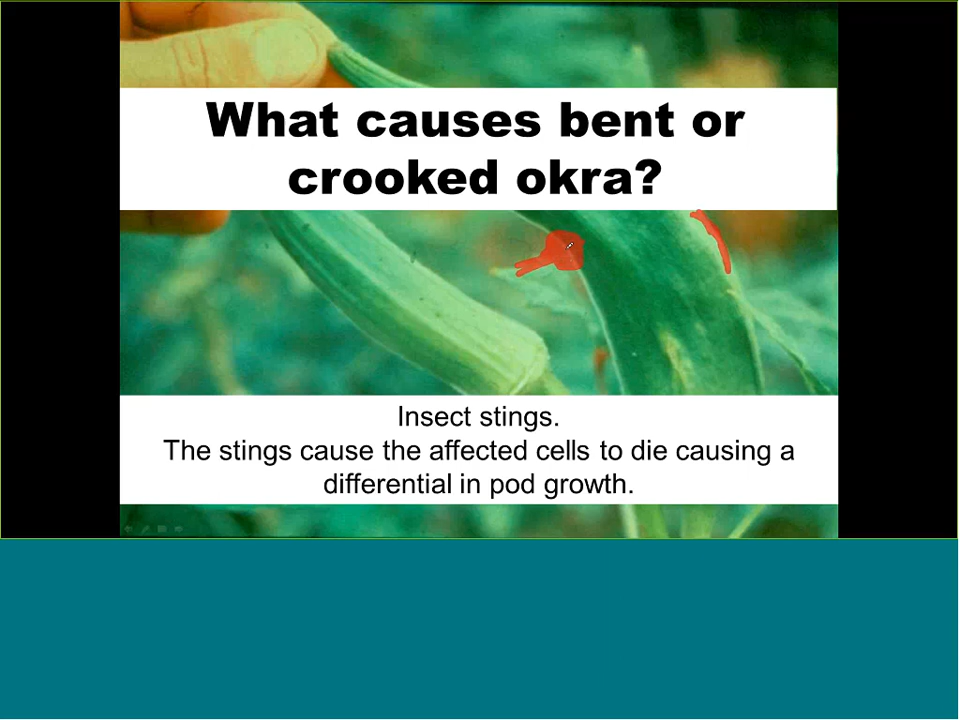 What causes bent or
crooked okra?
Insect stings.
The stings cause the affected cells to die causing a
differential in pod growth.